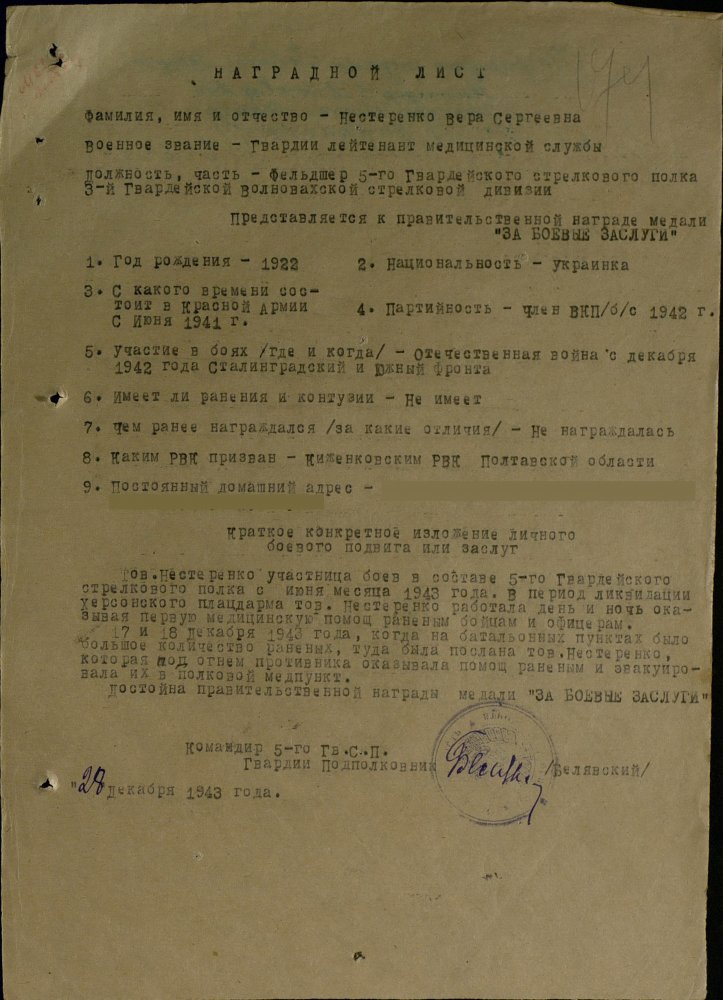 НАГРАДНОЙ ЛИСТ
Фамилия, имя и отчество – Нестеренко Вера Сергеевна
Военное звание – Гвардии лейтенант медицинской службы
Должность, часть – Фельдшер 5-го Гвардейского стрелкового полка
3-й Гвардейской Волновахской стрелковой дивизии
Представляется к правительственной награде медали
"ЗА БОЕВЫЕ ЗАСЛУГИ"
1. Год рождения – 1922 2. Национальность – украинка
3. С какого времени сос-
тоит в Красной Армии
С Июня 1941 г. 4. Партийность – член ВКП/б/с 1942 г.
5. Участие в боях /где и когда/ – Отечественная война с декабря
1942 года Сталинградский и Южный фронта
6. Имеет ли ранения и контузии – Не имеет
7. Чем ранее награждался /за какие отличия/ – Не награждалась
8. Каким РВК призван – Киженковским РВК Полтавской области
9. Постоянный домашний адрес –
Краткое конкретное изложение личного
боевого подвига или заслуг
Тов.Нестеренко участница боев в составе 5-го Гвардейского
стрелкового полка с июня месяца 1943 года. В период ликвидации
Херсонского плацдарма тов. Нестеренко работала день и ночь ока-
зывая первую медицинскую помощ раненым бойцам и офицерам.
17 и 18 декабря 1943 года, когда на батальонных пунктах было
большое количество раненых, туда была послана тов.Нестеренко,
которая под огнем противника оказывала помощ раненым и эвакуиро-
вала их в полковой медпункт.
Достойна правительственной награды медали "ЗА БОЕВЫЕ ЗАСЛУГИ"
Командир 5-го Гв.С.П.
Гвардии Подполковник /Белявский/
"28 декабря 1943 года.